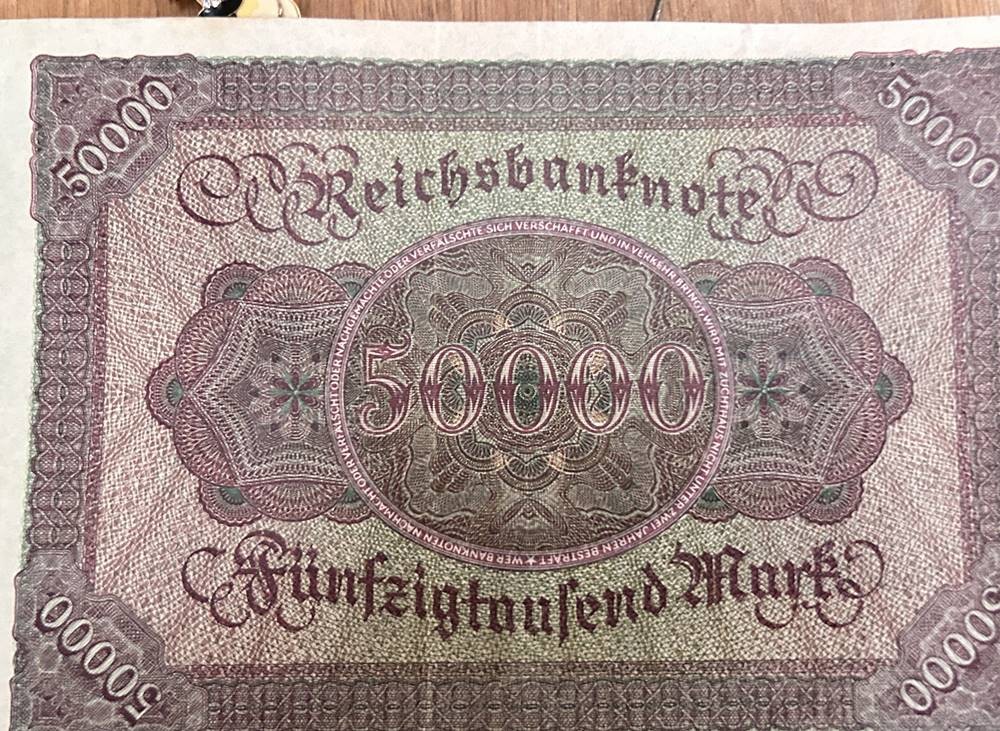 50000
50000
Reichsbanknote
WER BANKNOTEN NACHMACHT ODER VERFÄLSCHT ODER NACHGEMACHTE ODER VERFÄLSCHTE SICH VERSCHAFFT UND IN VERKEHR BRINGT, WIRD MIT ZUCHTHAUS NICHT UNTER ZWEI JAHREN BESTRAFT ★
50000
Fünfzigtausend Mark
50000
50000